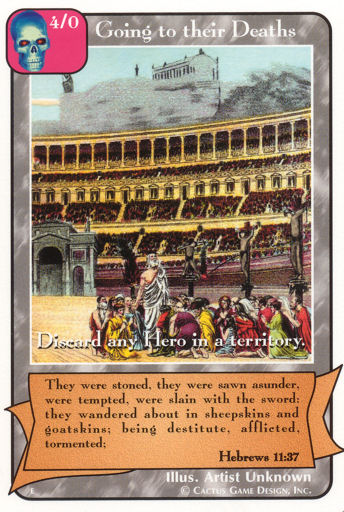 4/0
Going to their Deaths
Discard any Hero in a territory.
They were stoned, they were sawn asunder,
were tempted, were slain with the sword:
they wandered about in sheepskins and
goatskins; being destitute, afflicted,
tormented;
Hebrews 11:37
Illus. Artist Unknown
E
© Cactus Game Design, Inc.